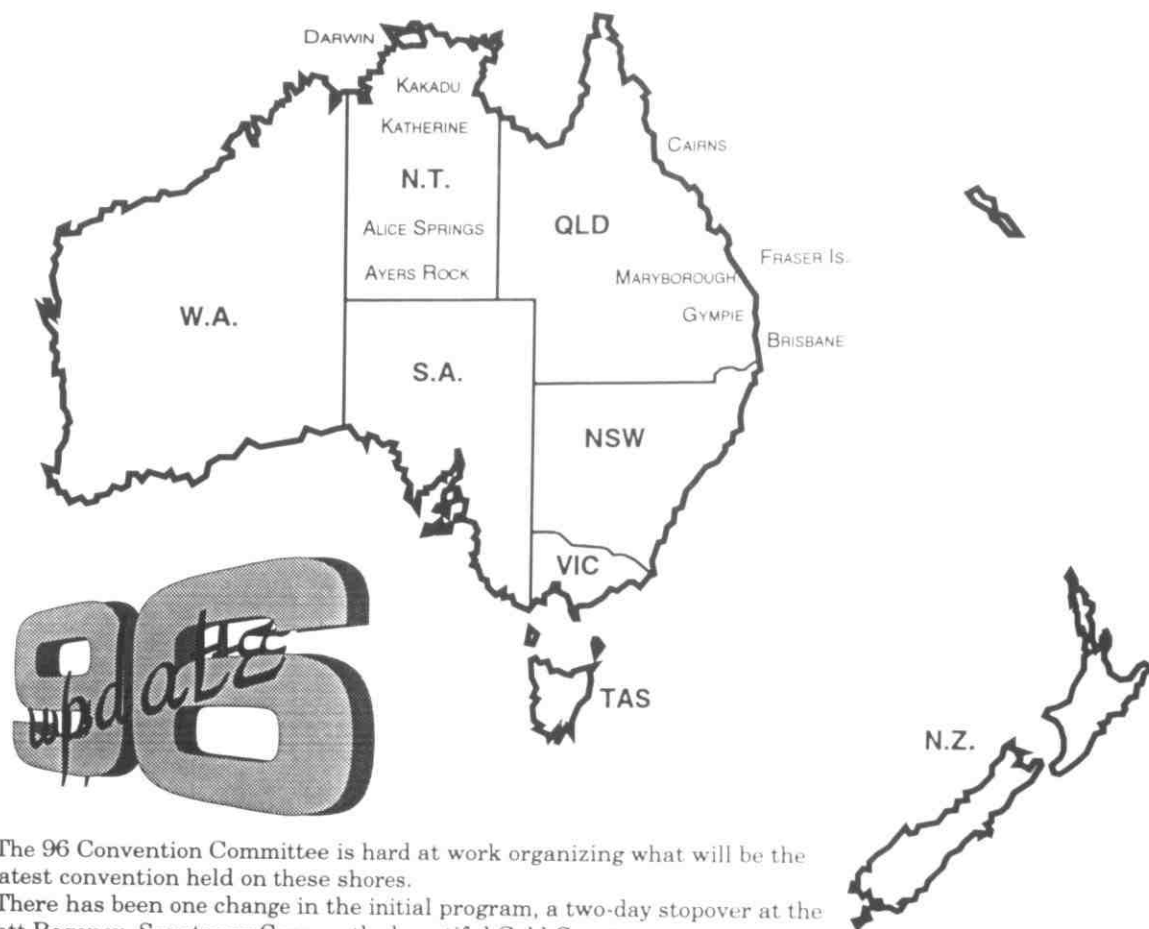 DARWIN
KAKADU
KATHERINE
CAIRNS
N.T.
ALICE SPRINGS
QLD
AYERS ROCK
FRASER IS.
MARYBOROUGH
W.A.
GYMPIE
BRISBANE
S.A.
NSW
VIC
96
update
TAS
N.Z.
The 96 Convention Committee is hard at work organizing what will be the
atest convention held on these shores.
There has been one change in the initial program, a two-day stopover at the